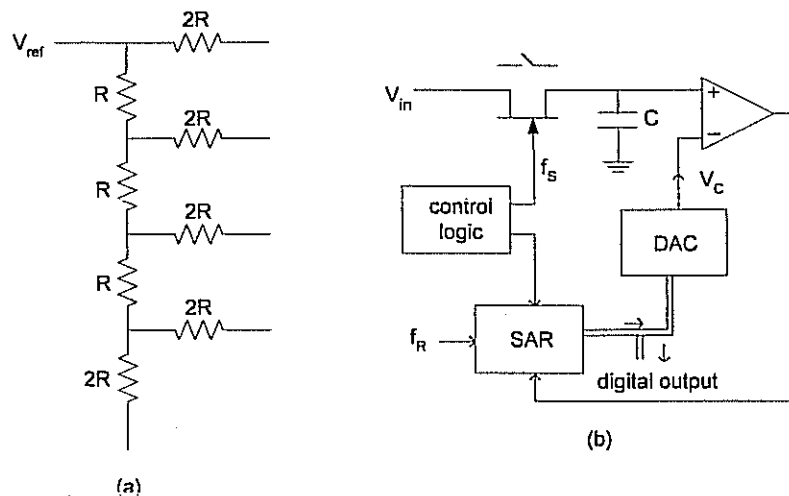 2R
V_ref
R
2R
R
2R
R
2R
2R
(a)
V_in
C
f_s
V_C
control
logic
DAC
f_R
SAR
digital output
+
−
(b)